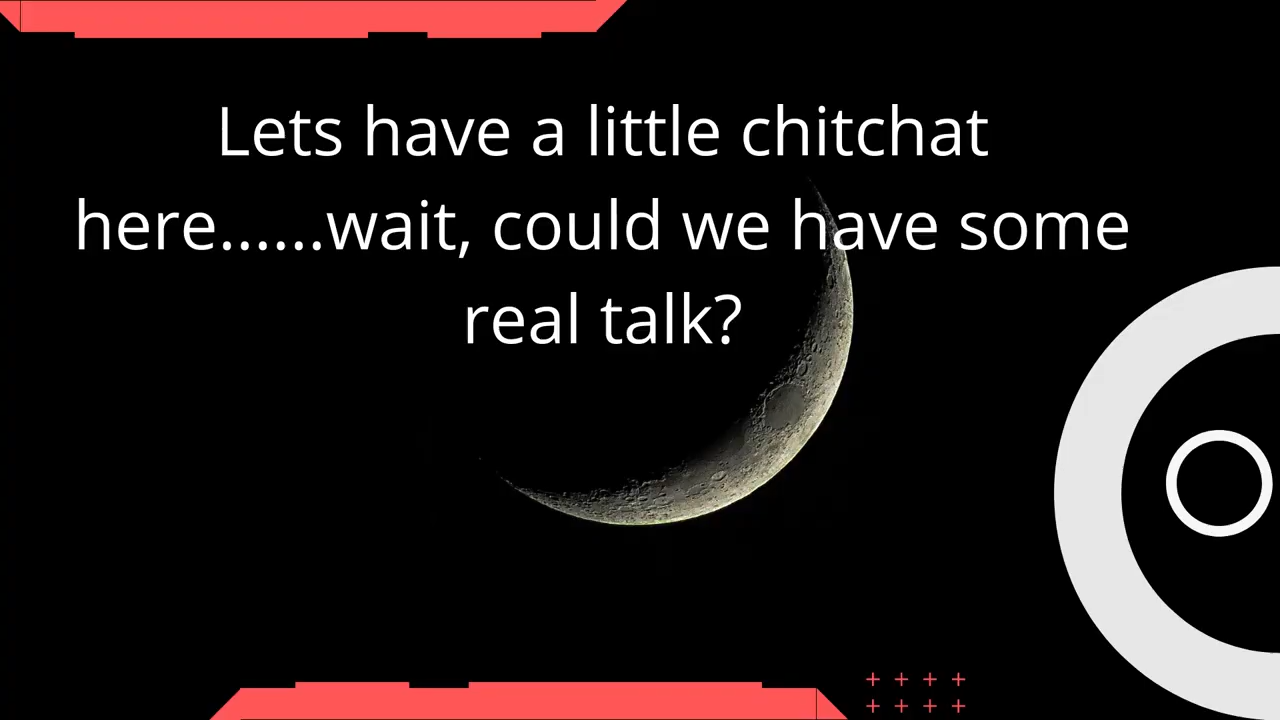 Lets have a little chitchat
here......wait, could we have some
real talk?